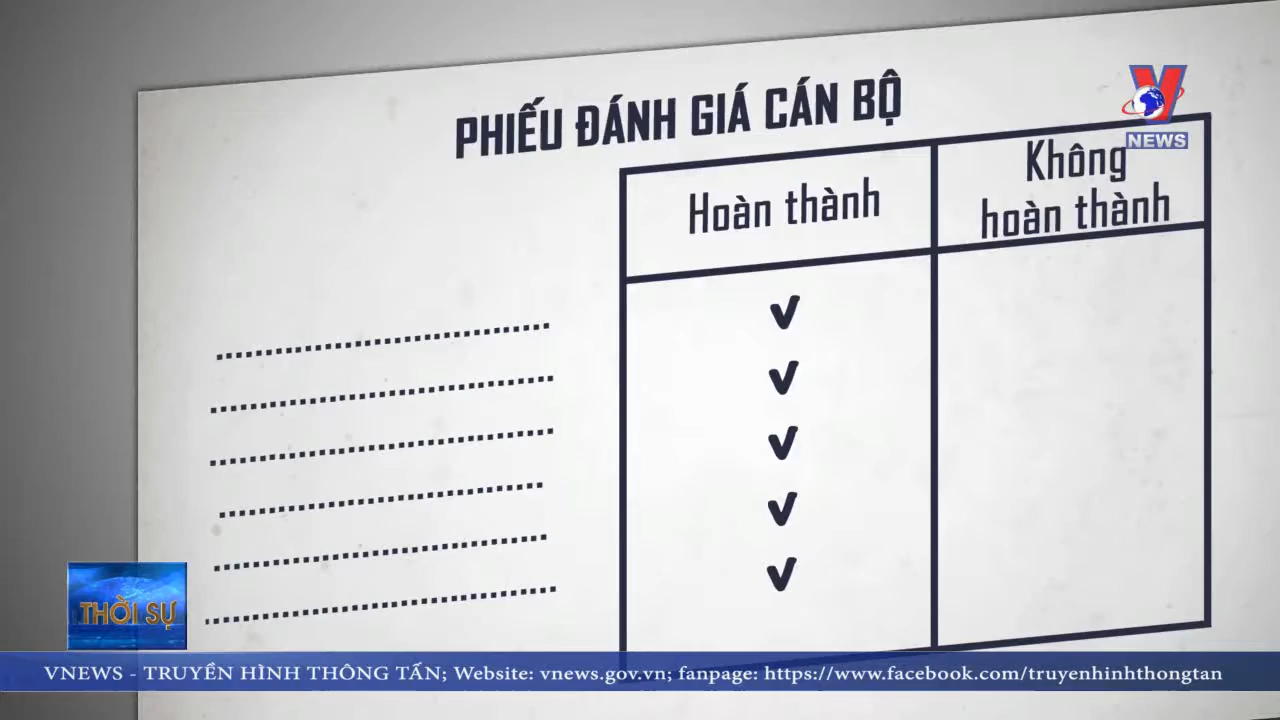 PHIẾU ĐÁNH GIÁ CÁN BỘ
V
NEWS
Hoàn thành
Không
hoàn thành
THỜI SỰ
VNEWS - TRUYỀN HÌNH THÔNG TẤN; Website: vnews.gov.vn; fanpage: https://www.facebook.com/truyenhinhthongtan